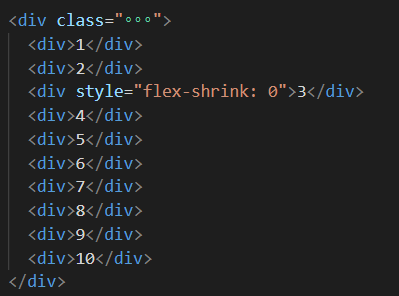 <div class="∘∘∘">
<div>1</div>
<div>2</div>
<div style="flex-shrink: 0">3</div>
<div>4</div>
<div>5</div>
<div>6</div>
<div>7</div>
<div>8</div>
<div>9</div>
<div>10</div>
</div>